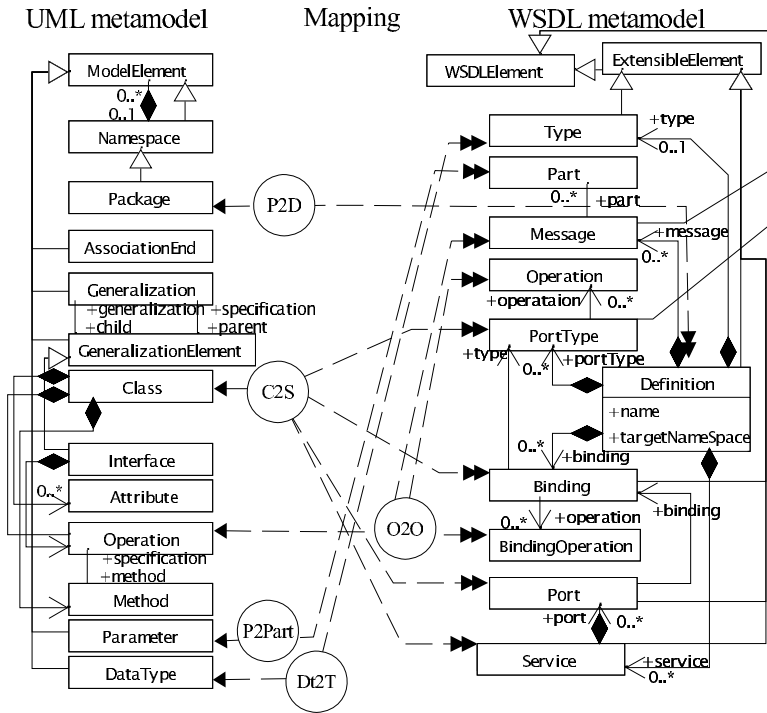 UML metamodel Mapping WSDL metamodel
ModelElement
0..*
0..1
Namespace
Package
AssociationEnd
Generalization
+generalization +specification
+child +parent
GeneralizationElement
Class
Interface
0..*
Attribute
Operation
+specification
+method
Method
Parameter
DataType
P2D
C2S
O2O
P2Part
Dt2T
WSDLElement
ExtensibleElement
Type
+type
0..1
Part
0..*
+part
Message
+message
0..*
Operation
+operataion 0..*
PortType
+type
0..*
+portType
Definition
+name
+targetNameSpace
0..*
+binding
Binding
+binding
0..*
+operation
BindingOperation
Port
+port 0..*
Service
+service
0..*